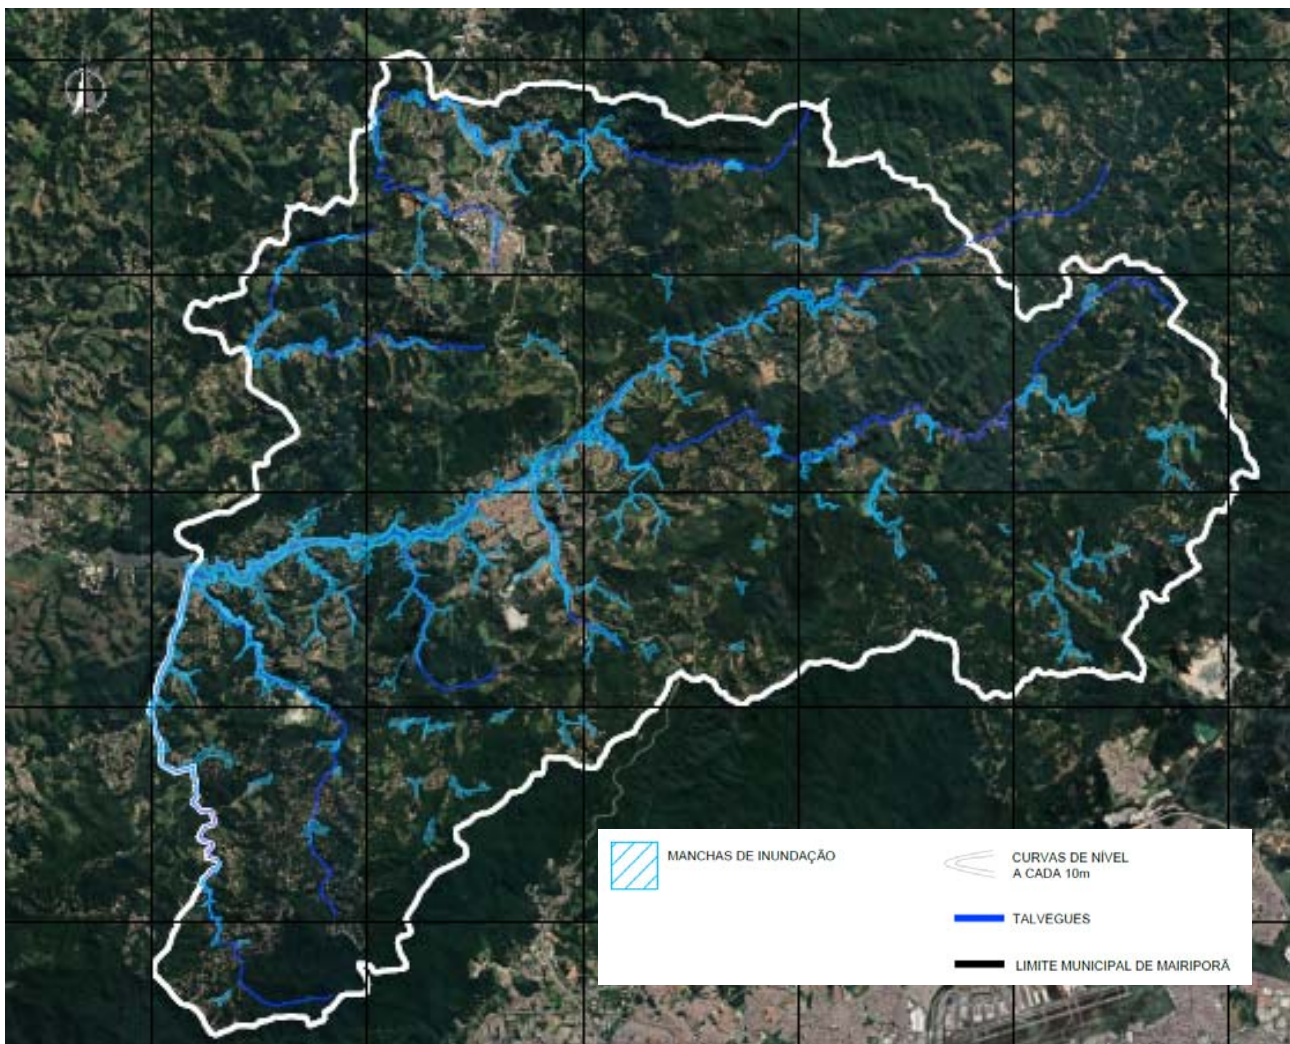 MANCHAS DE INUNDAÇÃO
CURVAS DE NÍVEL
A CADA 10m
TALVEGUES
LIMITE MUNICIPAL DE MAIRIPORÃ